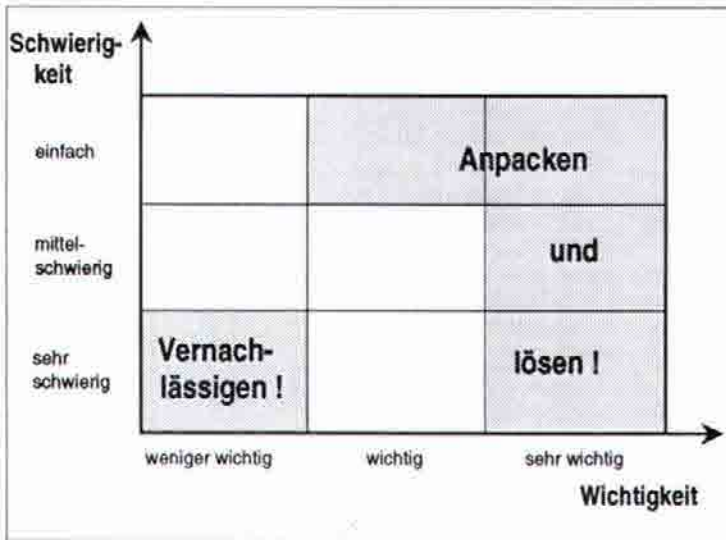 Schwierig-
keit
einfach
Anpacken
mittel-
schwierig
und
sehr
schwierig
Vernach-
lässigen !
lösen !
weniger wichtig
wichtig
sehr wichtig
Wichtigkeit